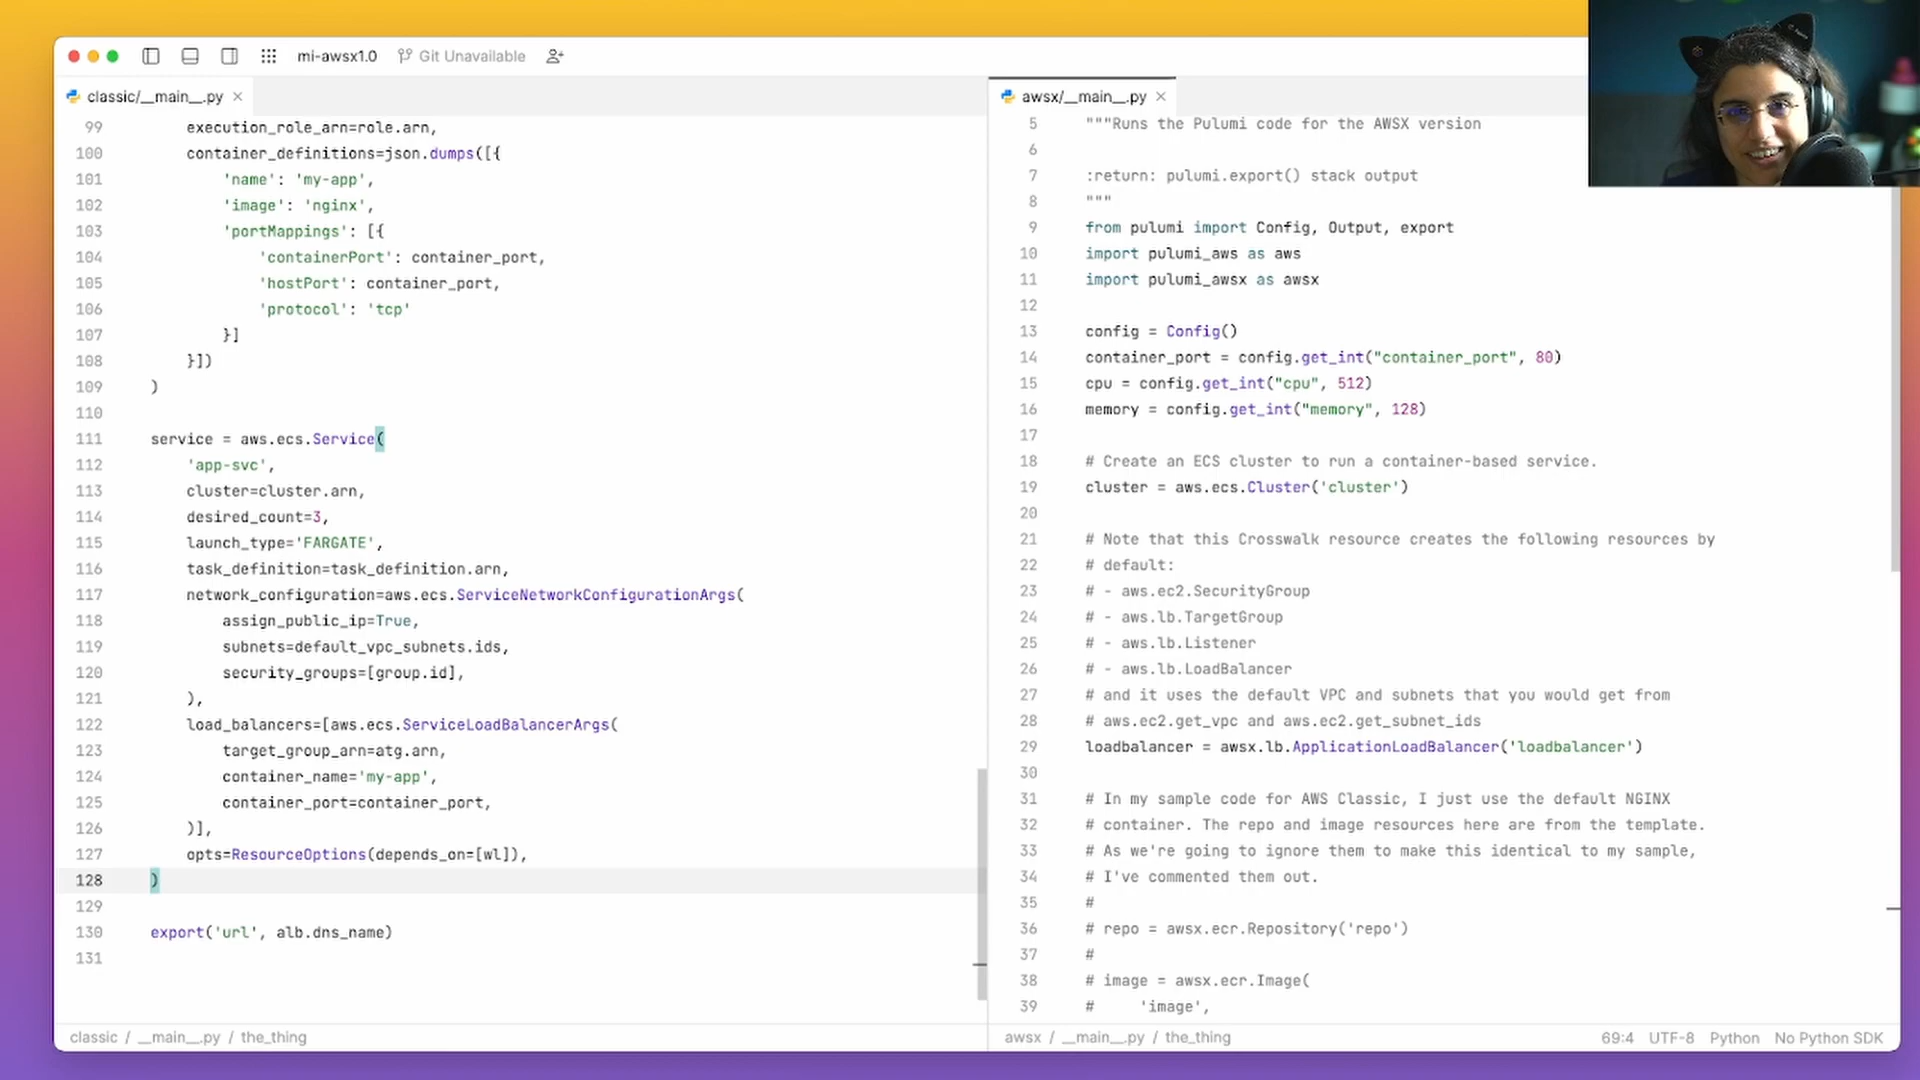 mi-awsx1.0 Git Unavailable
classic/__main__.py
99 execution_role_arn=role.arn,
100 container_definitions=json.dumps([{
101 'name': 'my-app',
102 'image': 'nginx',
103 'portMappings': [{
104 'containerPort': container_port,
105 'hostPort': container_port,
106 'protocol': 'tcp'
107 }]
108 }])
109 )
110
111 service = aws.ecs.Service(
112 'app-svc',
113 cluster=cluster.arn,
114 desired_count=3,
115 launch_type='FARGATE',
116 task_definition=task_definition.arn,
117 network_configuration=aws.ecs.ServiceNetworkConfigurationArgs(
118 assign_public_ip=True,
119 subnets=default_vpc_subnets.ids,
120 security_groups=[group.id],
121 ),
122 load_balancers=[aws.ecs.ServiceLoadBalancerArgs(
123 target_group_arn=atg.arn,
124 container_name='my-app',
125 container_port=container_port,
126 )],
127 opts=ResourceOptions(depends_on=[wl]),
128 )
129
130 export('url', alb.dns_name)
131
classic / __main__.py / the_thing
awsx/__main__.py
5 """Runs the Pulumi code for the AWSX version
6
7 :return: pulumi.export() stack output
8 """
9 from pulumi import Config, Output, export
10 import pulumi_aws as aws
11 import pulumi_awsx as awsx
12
13 config = Config()
14 container_port = config.get_int("container_port", 80)
15 cpu = config.get_int("cpu", 512)
16 memory = config.get_int("memory", 128)
17
18 # Create an ECS cluster to run a container-based service.
19 cluster = aws.ecs.Cluster('cluster')
20
21 # Note that this Crosswalk resource creates the following resources by
22 # default:
23 # - aws.ec2.SecurityGroup
24 # - aws.lb.TargetGroup
25 # - aws.lb.Listener
26 # - aws.lb.LoadBalancer
27 # and it uses the default VPC and subnets that you would get from
28 # aws.ec2.get_vpc and aws.ec2.get_subnet_ids
29 loadbalancer = awsx.lb.ApplicationLoadBalancer('loadbalancer')
30
31 # In my sample code for AWS Classic, I just use the default NGINX
32 # container. The repo and image resources here are from the template.
33 # As we're going to ignore them to make this identical to my sample,
34 # I've commented them out.
35 #
36 # repo = awsx.ecr.Repository('repo')
37 #
38 # image = awsx.ecr.Image(
39 # 'image',
awsx / __main__.py / the_thing
69:4 UTF-8 Python No Python SDK